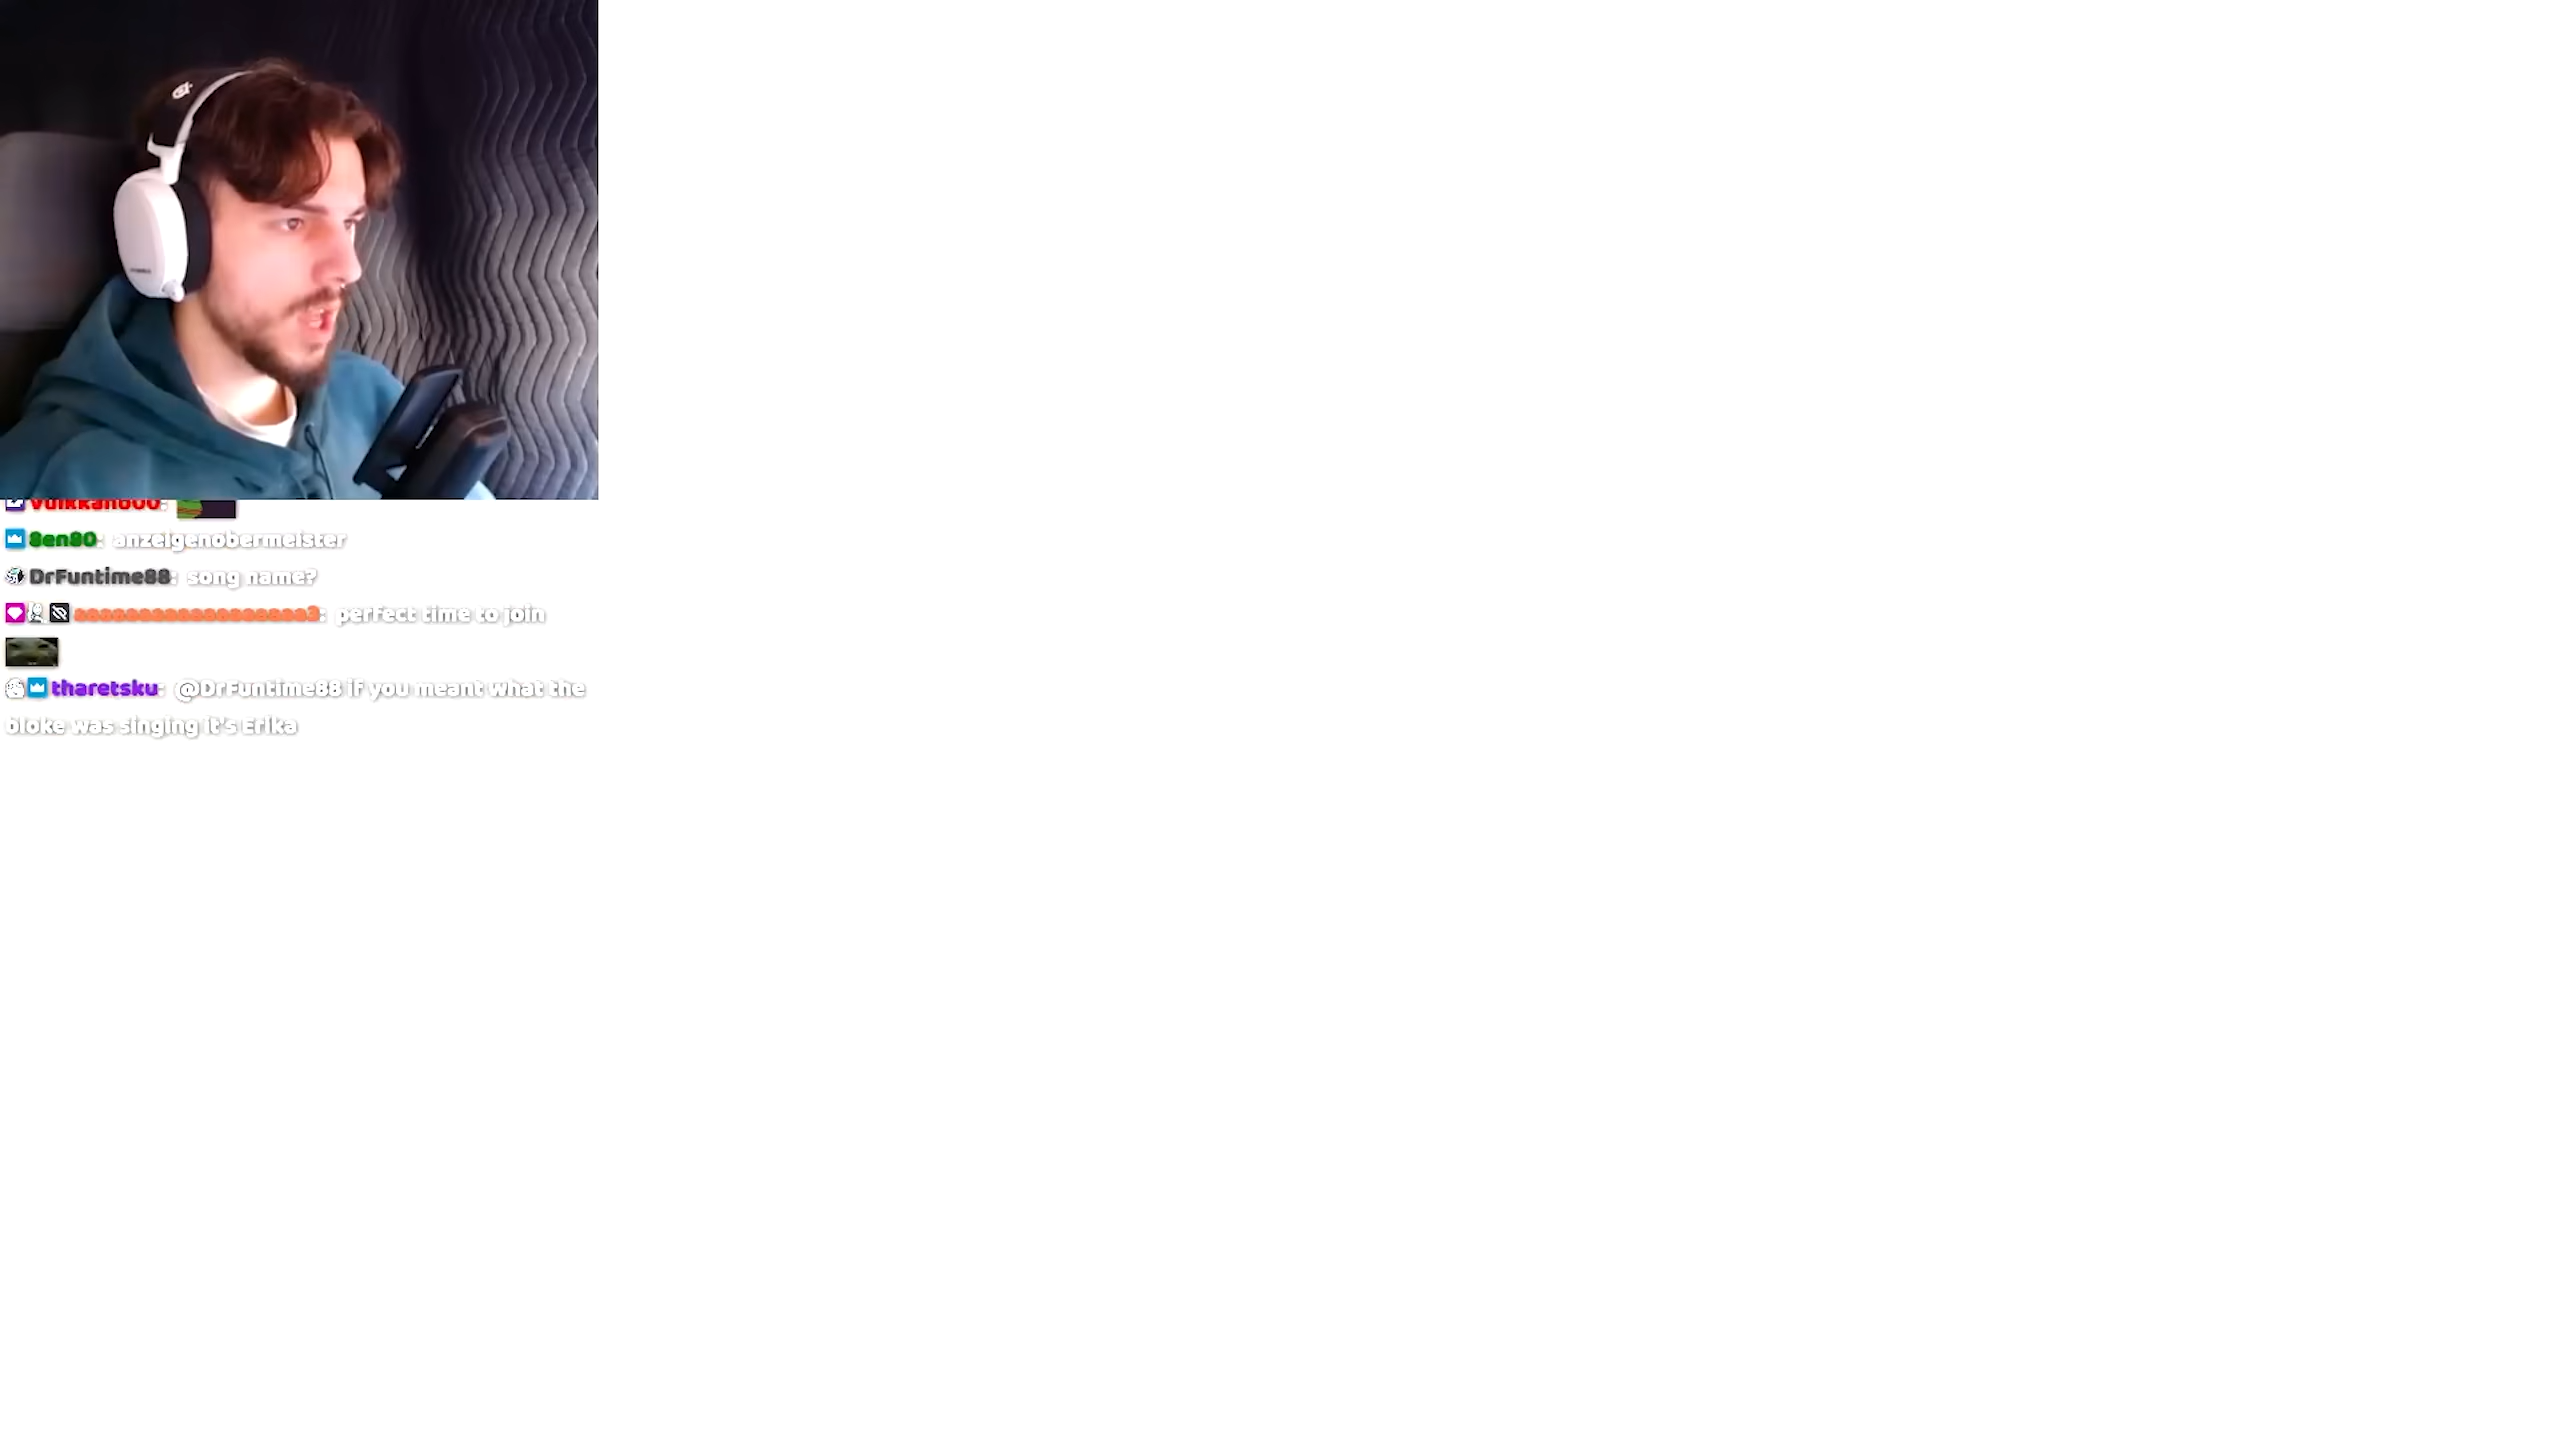 8en80: anzeigenobermeister
DrFuntime88: song name?
perfect time to join
tharetsku: @DrFuntime88 if you meant what the
bloke was singing it's Erika